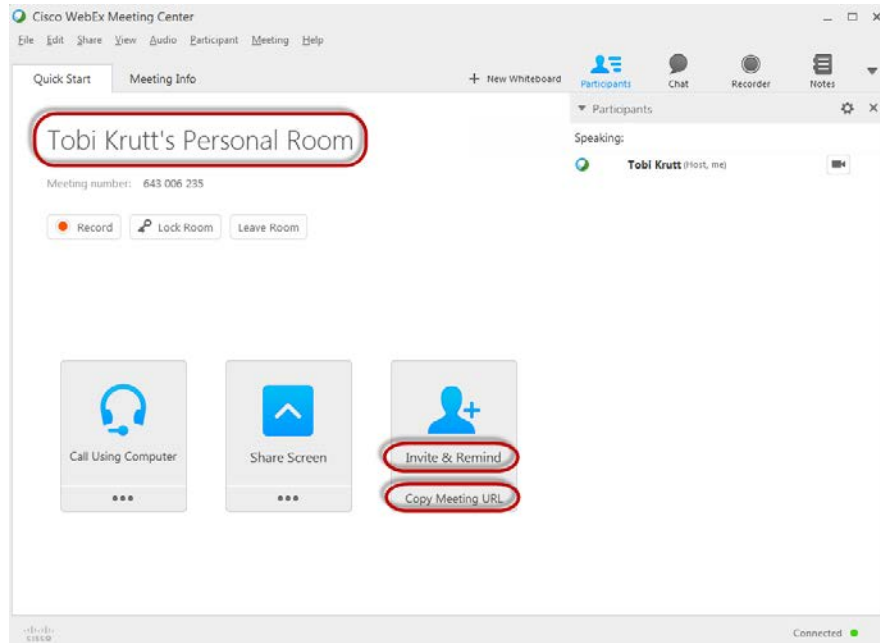 Cisco WebEx Meeting Center
File Edit Share View Audio Participant Meeting Help
Quick Start Meeting Info + New Whiteboard Participants Chat Recorder Notes
Participants
Tobi Krutt's Personal Room
Speaking:
Tobi Krutt (Host, me)
Meeting number: 643 006 235
Record Lock Room Leave Room
Call Using Computer Share Screen Invite & Remind
Copy Meeting URL
CISCO Connected